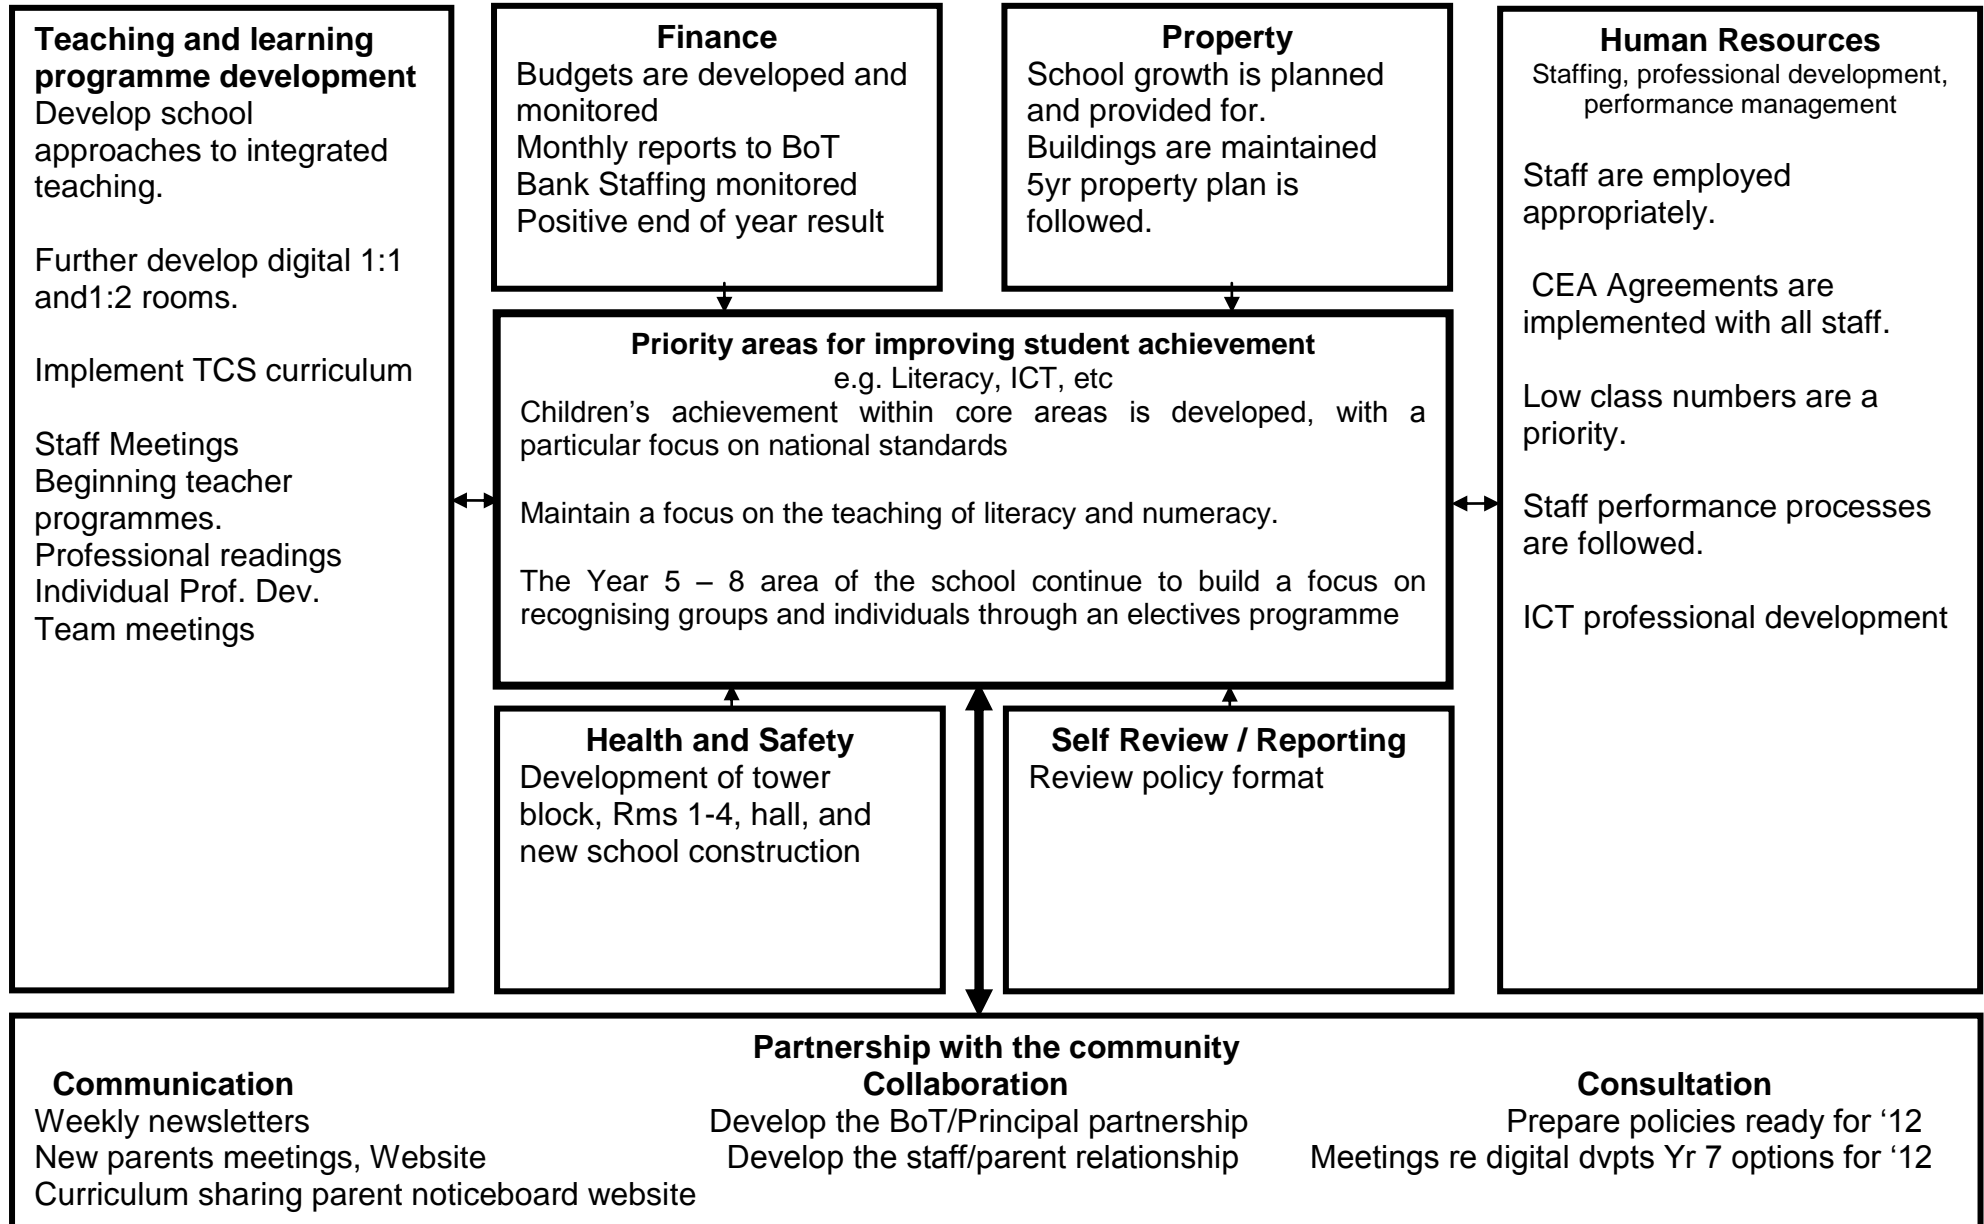 Teaching and learning
programme development
Develop school
approaches to integrated
teaching.
Further develop digital 1:1
and1:2 rooms.
Implement TCS curriculum
Staff Meetings
Beginning teacher
programmes.
Professional readings
Individual Prof. Dev.
Team meetings
Finance
Budgets are developed and
monitored
Monthly reports to BoT
Bank Staffing monitored
Positive end of year result
Property
School growth is planned
and provided for.
Buildings are maintained
5yr property plan is
followed.
Human Resources
Staffing, professional development,
performance management
Staff are employed
appropriately.
CEA Agreements are
implemented with all staff.
Low class numbers are a
priority.
Staff performance processes
are followed.
ICT professional development
Priority areas for improving student achievement
e.g. Literacy, ICT, etc
Children’s achievement within core areas is developed, with a
particular focus on national standards
Maintain a focus on the teaching of literacy and numeracy.
The Year 5 – 8 area of the school continue to build a focus on
recognising groups and individuals through an electives programme
Health and Safety
Development of tower
block, Rms 1-4, hall, and
new school construction
Self Review / Reporting
Review policy format
Partnership with the community
Communication
Weekly newsletters
New parents meetings, Website
Curriculum sharing parent noticeboard website
Collaboration
Develop the BoT/Principal partnership
Develop the staff/parent relationship
Consultation
Prepare policies ready for ‘12
Meetings re digital dvpts Yr 7 options for ‘12